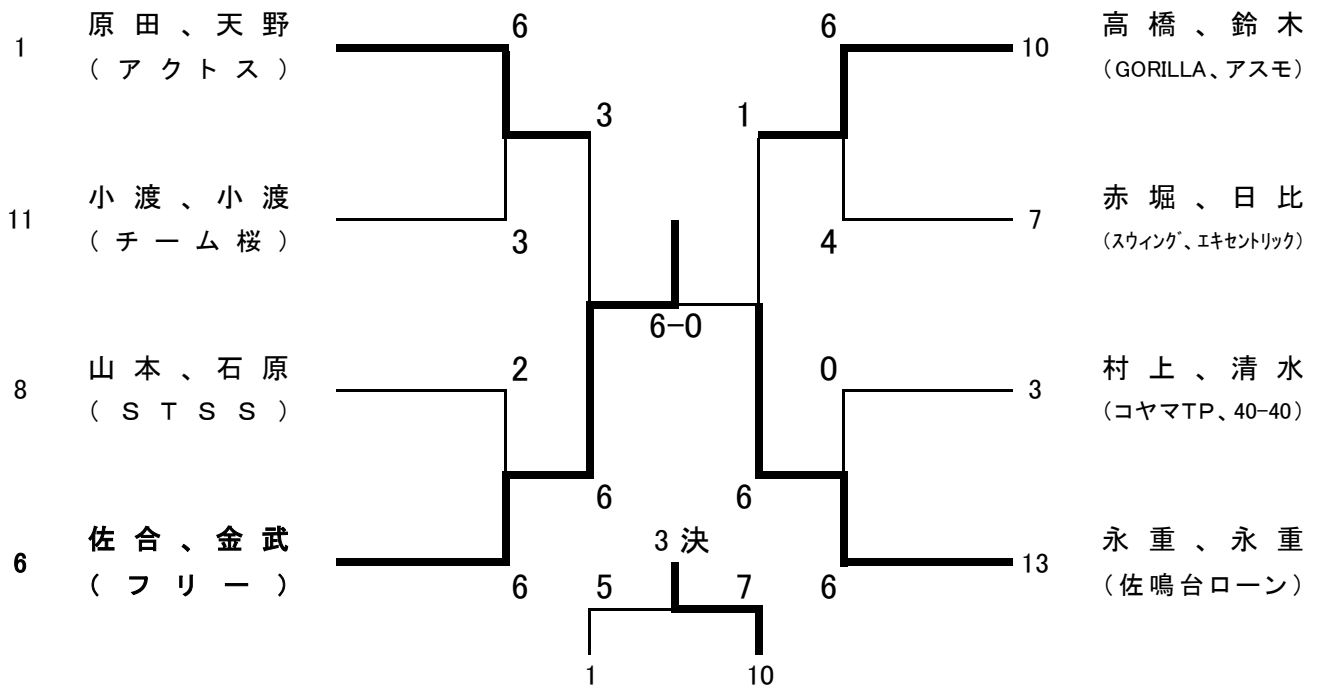 原田、天野
6
6
高橋、鈴木
1
10
(アクトス)
(GORILLA、アスモ)
3
1
小渡、小渡
赤堀、日比
11
7
(チーム桜)
3
4
(スウィング、エキセントリック)
6-0
山本、石原
2
0
村上、清水
8
3
(STSS)
(コヤマTP、40-40)
6
6
佐合、金武
3決
永重、永重
6
13
(フリー)
6
5
7
6
(佐鳴台ローン)
1
10